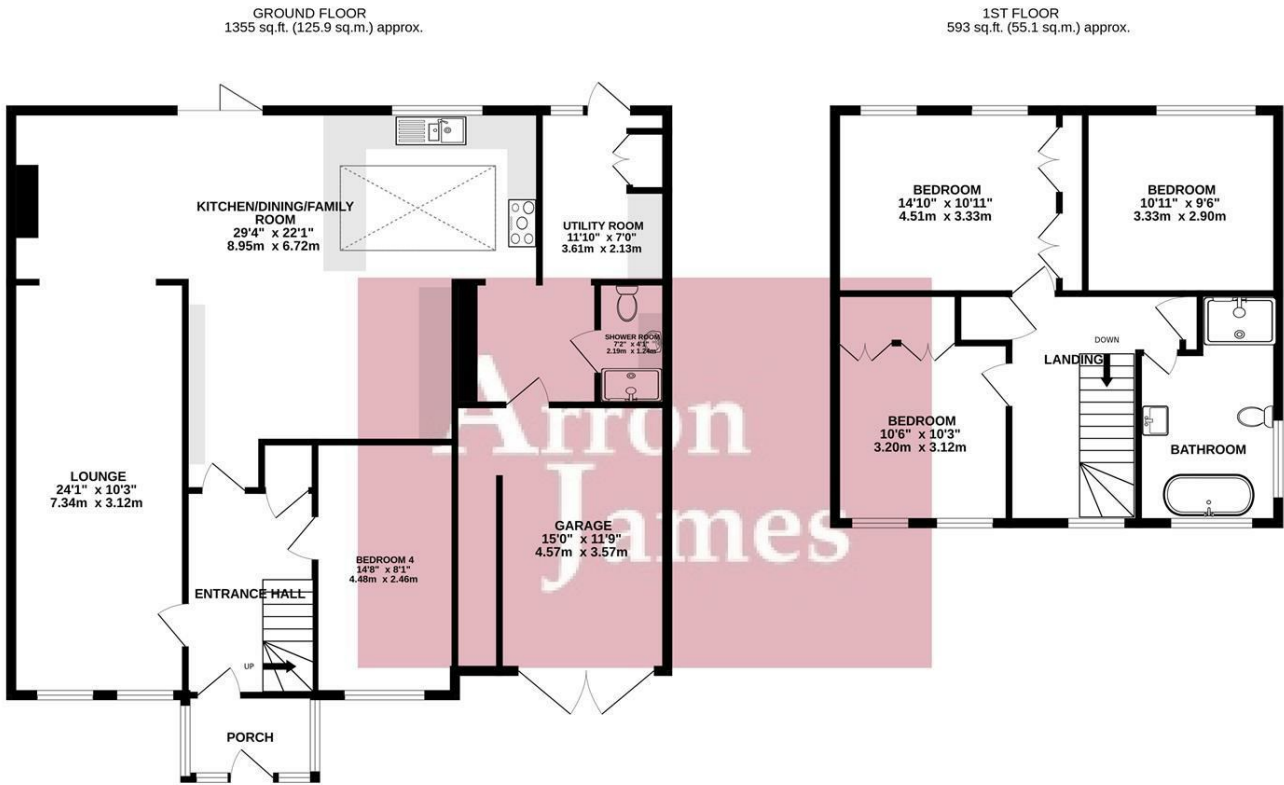 GROUND FLOOR
1355 sq.ft. (125.9 sq.m.) approx.
1ST FLOOR
593 sq.ft. (55.1 sq.m.) approx.
KITCHEN/DINING/FAMILY
ROOM
29'4" x 22'1"
8.95m x 6.72m
UTILITY ROOM
11'10" x 7'0"
3.61m x 2.13m
SHOWER ROOM
7'2" x 4'1"
2.19m x 1.24m
LOUNGE
24'1" x 10'3"
7.34m x 3.12m
GARAGE
15'0" x 11'9"
4.57m x 3.57m
BEDROOM 4
14'8" x 8'1"
4.48m x 2.46m
ENTRANCE HALL
UP
PORCH
BEDROOM
14'10" x 10'11"
4.51m x 3.33m
BEDROOM
10'11" x 9'6"
3.33m x 2.90m
DOWN
LANDING
BEDROOM
10'6" x 10'3"
3.20m x 3.12m
BATHROOM
Arron
James